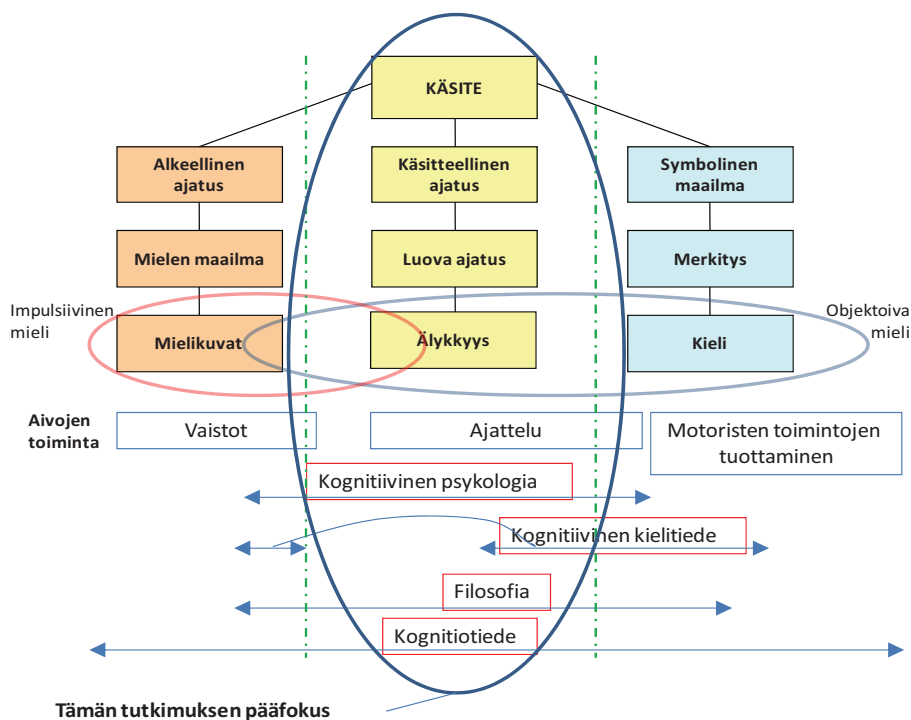 KÄSITE
Alkeellinen
ajatus
Käsitteellinen
ajatus
Symbolinen
maailma
Mielen maailma
Luova ajatus
Merkitys
Impulsiivinen
mieli
Mielikuvat
Älykkyys
Kieli
Objektoiva
mieli
Aivojen
toiminta
Vaistot
Ajattelu
Motoristen toimintojen
tuottaminen
Kognitiivinen psykologia
Kognitiivinen kielitiede
Filosofia
Kognitiotiede
Tämän tutkimuksen pääfokus